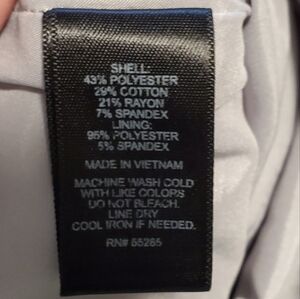 SHELL:
43% POLYESTER
29% COTTON
21% RAYON
7% SPANDEX
LINING:
95% POLYESTER
5% SPANDEX
MADE IN VIETNAM
MACHINE WASH COLD
WITH LIKE COLORS
DO NOT BLEACH.
LINE DRY
COOL IRON IF NEEDED.
RN# 55285